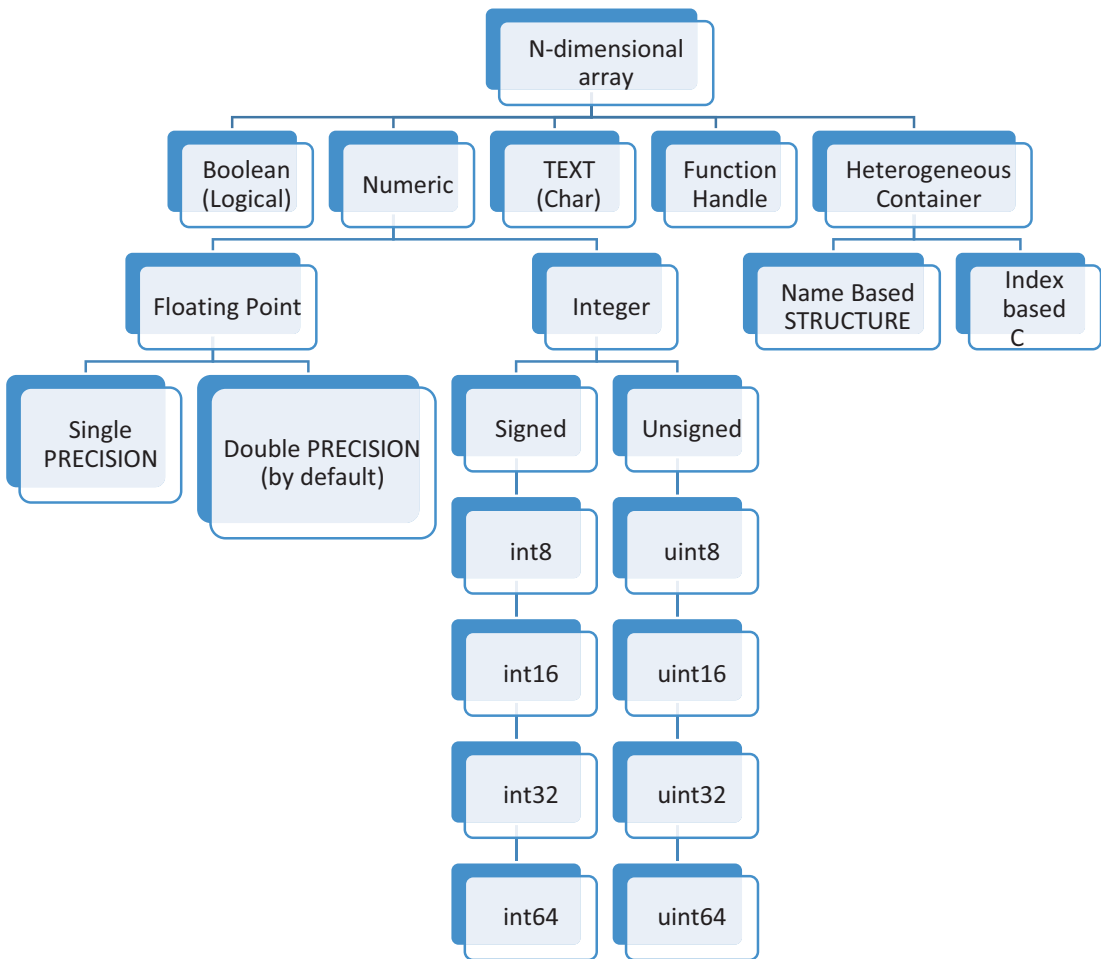 N-dimensional
array
Boolean
(Logical)
Numeric
TEXT
(Char)
Function
Handle
Heterogeneous
Container
Floating Point
Integer
Name Based
STRUCTURE
Index
based
C
Single
PRECISION
Double PRECISION
(by default)
Signed
Unsigned
int8
uint8
int16
uint16
int32
uint32
int64
uint64